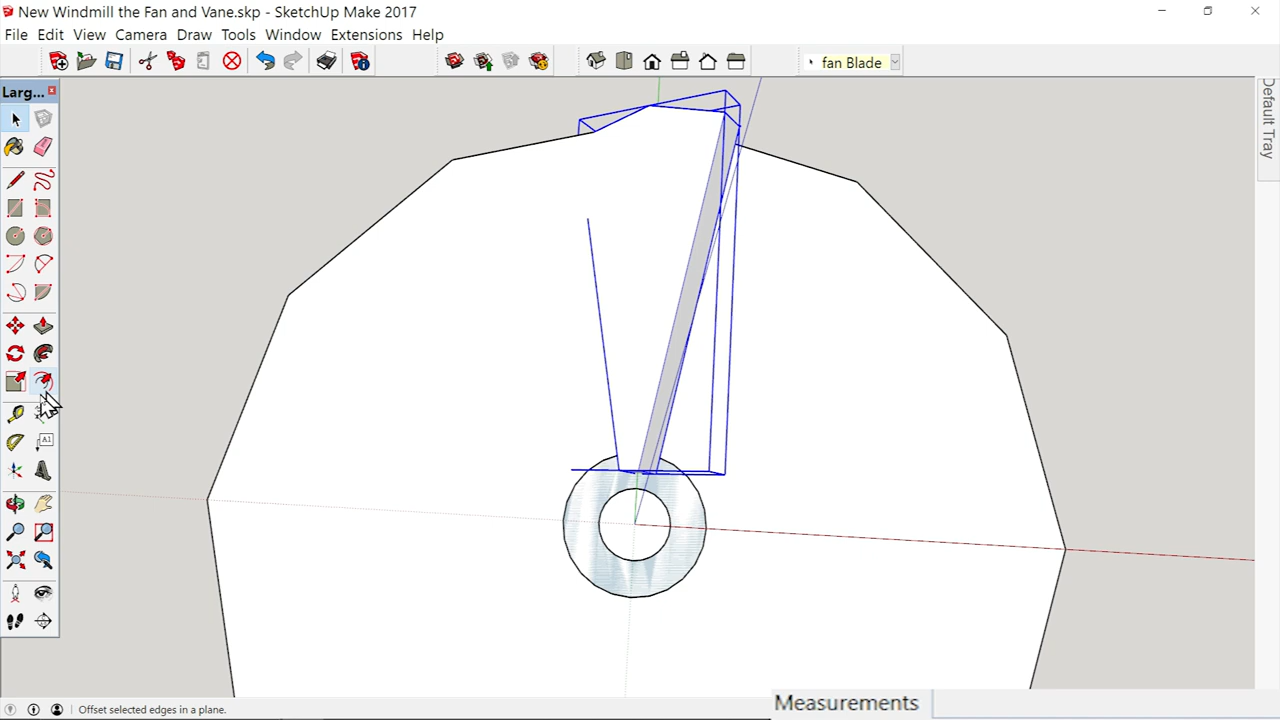 New Windmill the Fan and Vane.skp - SketchUp Make 2017
File Edit View Camera Draw Tools Window Extensions Help
fan Blade
Larg...
Default Tray
A1
Offset selected edges in a plane.
Measurements